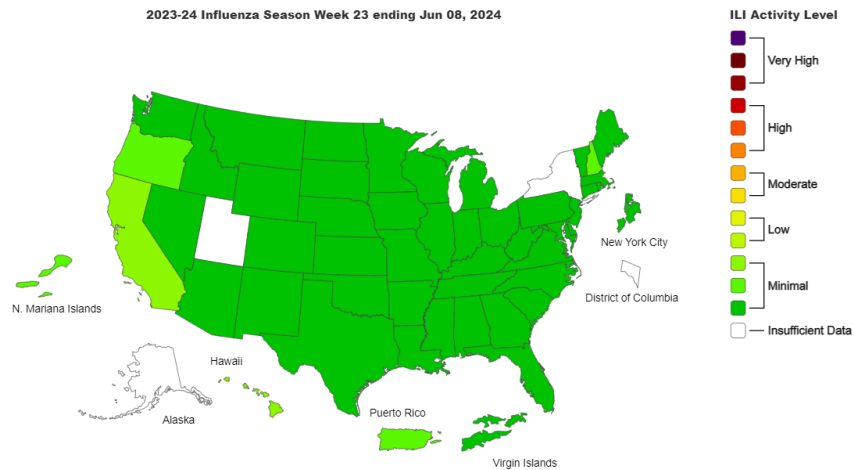 2023-24 Influenza Season Week 23 ending Jun 08, 2024
ILI Activity Level
Very High
High
Moderate
Low
Minimal
Insufficient Data
New York City
District of Columbia
N. Mariana Islands
Hawaii
Alaska
Puerto Rico
Virgin Islands